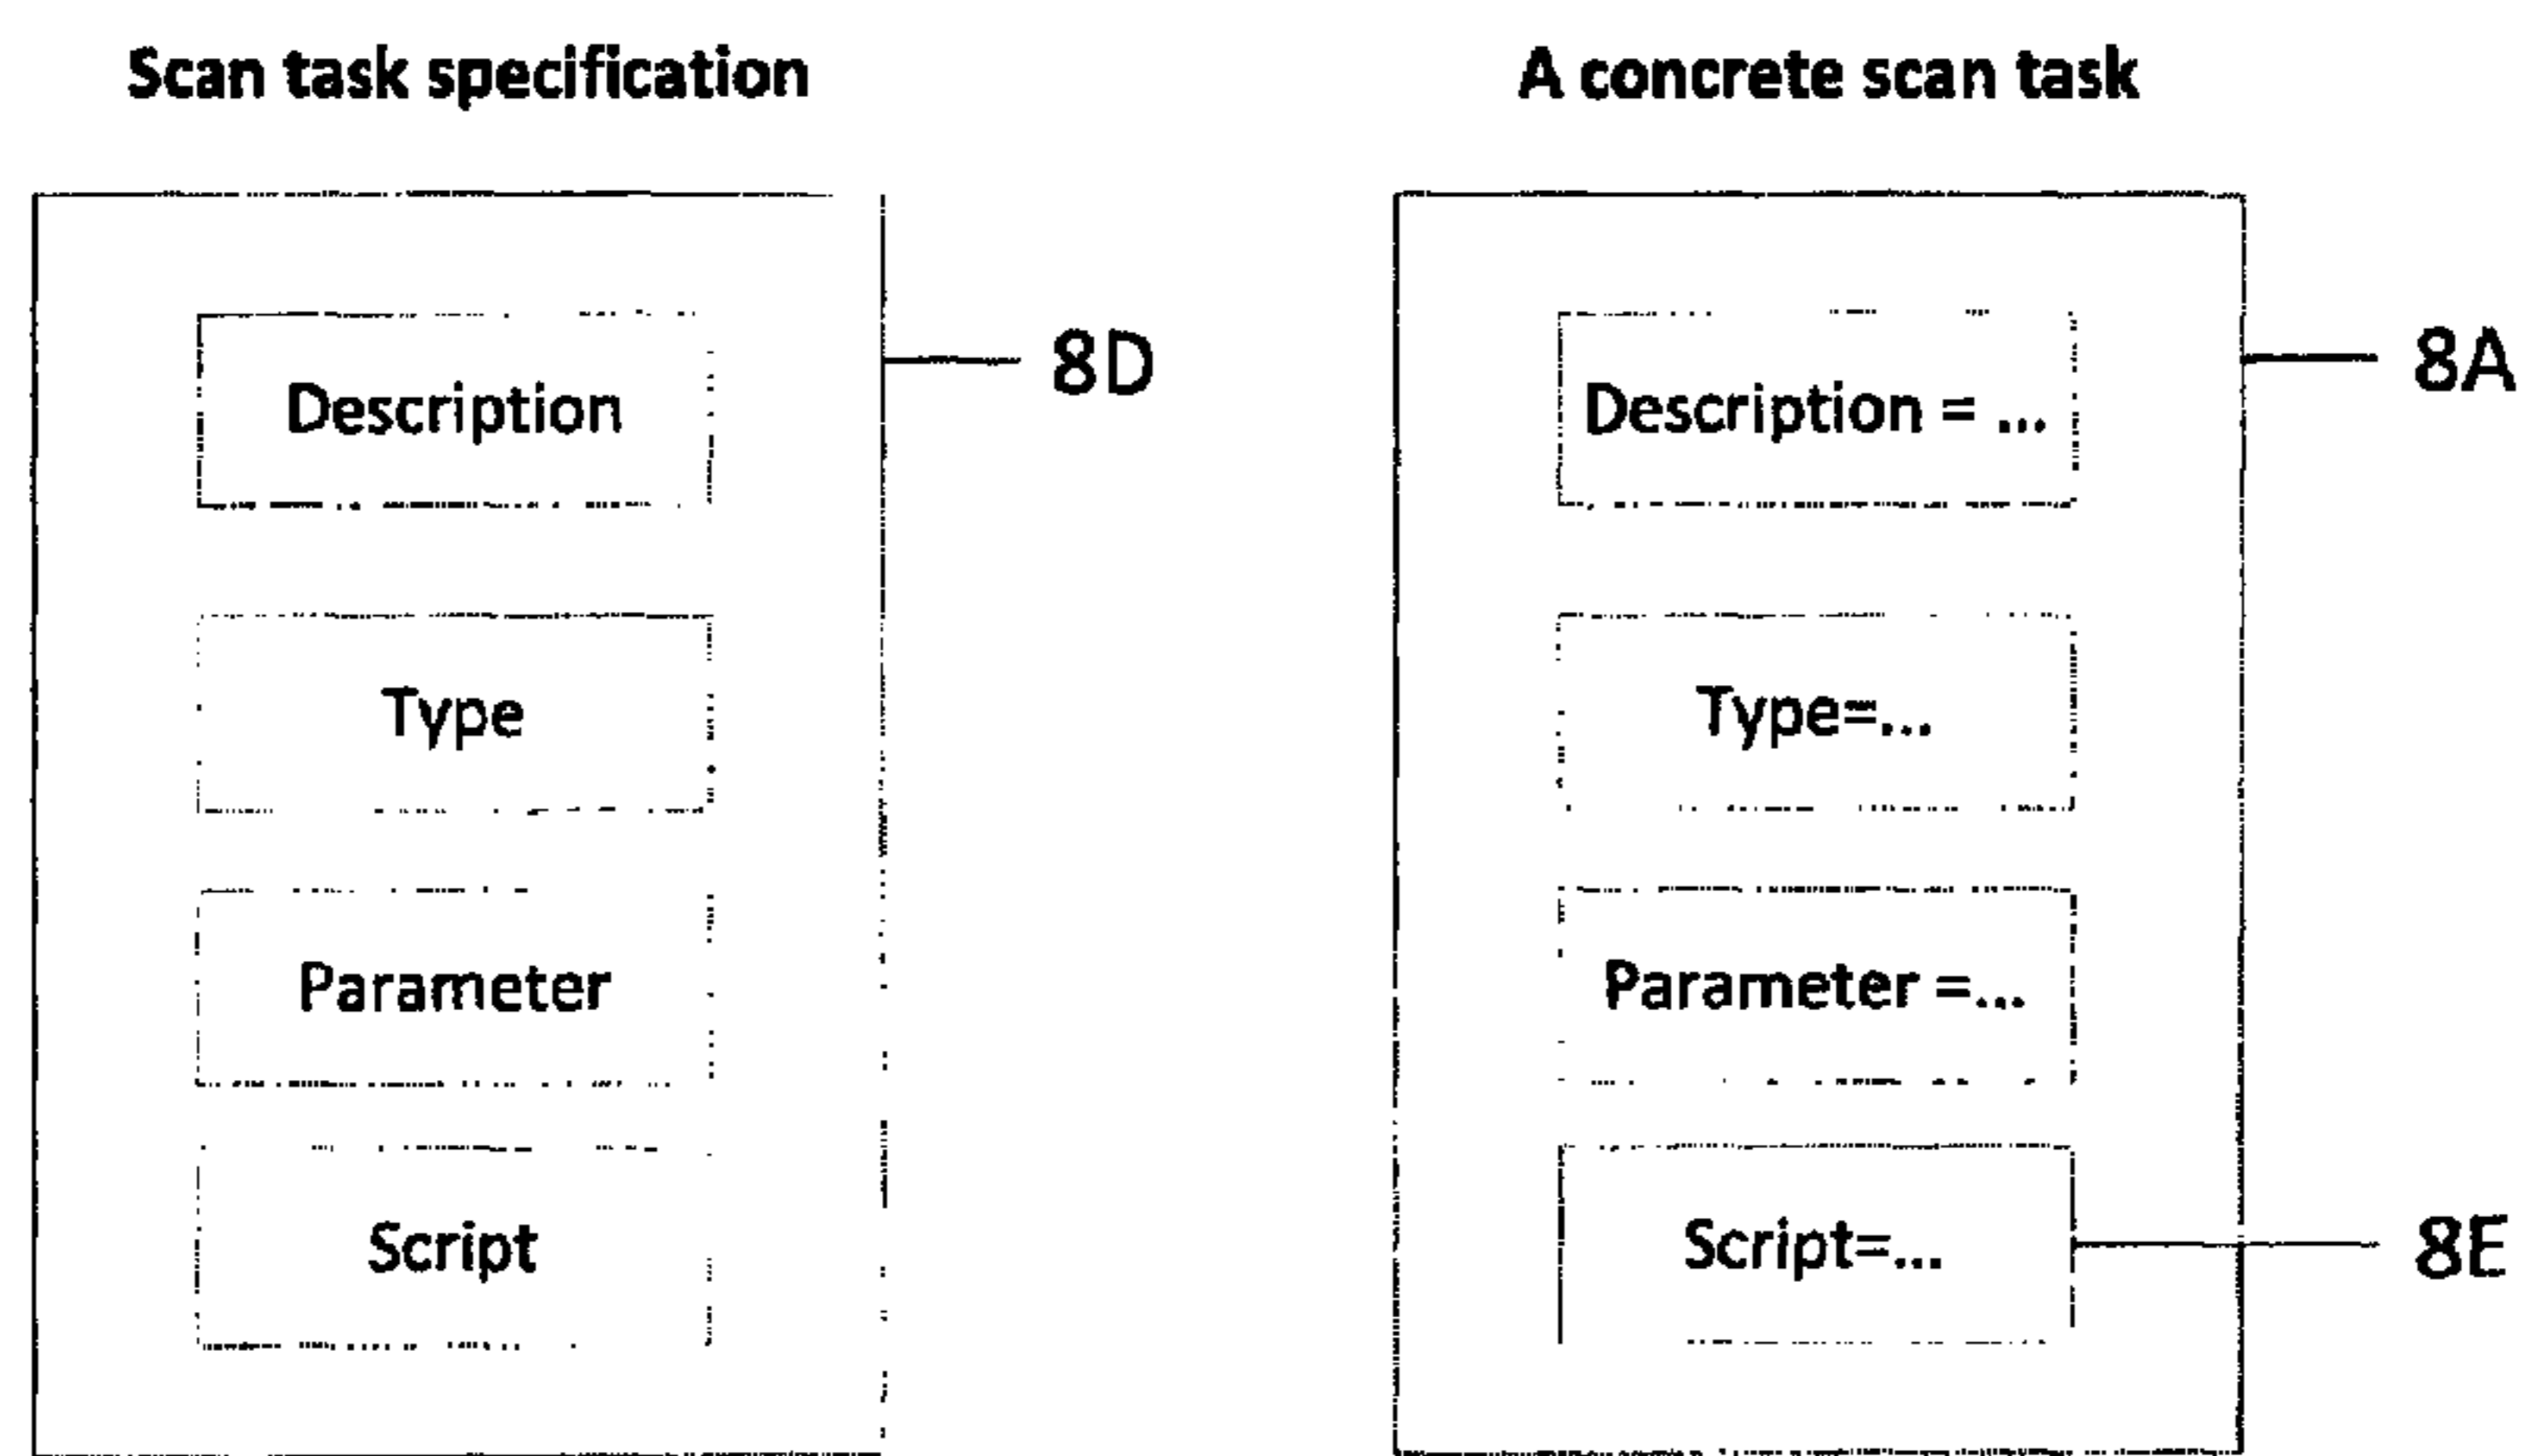 Scan task specification
Description
8D
Type
Parameter
Script
A concrete scan task
Description = ...
8A
Type=...
Parameter =...
Script=...
8E